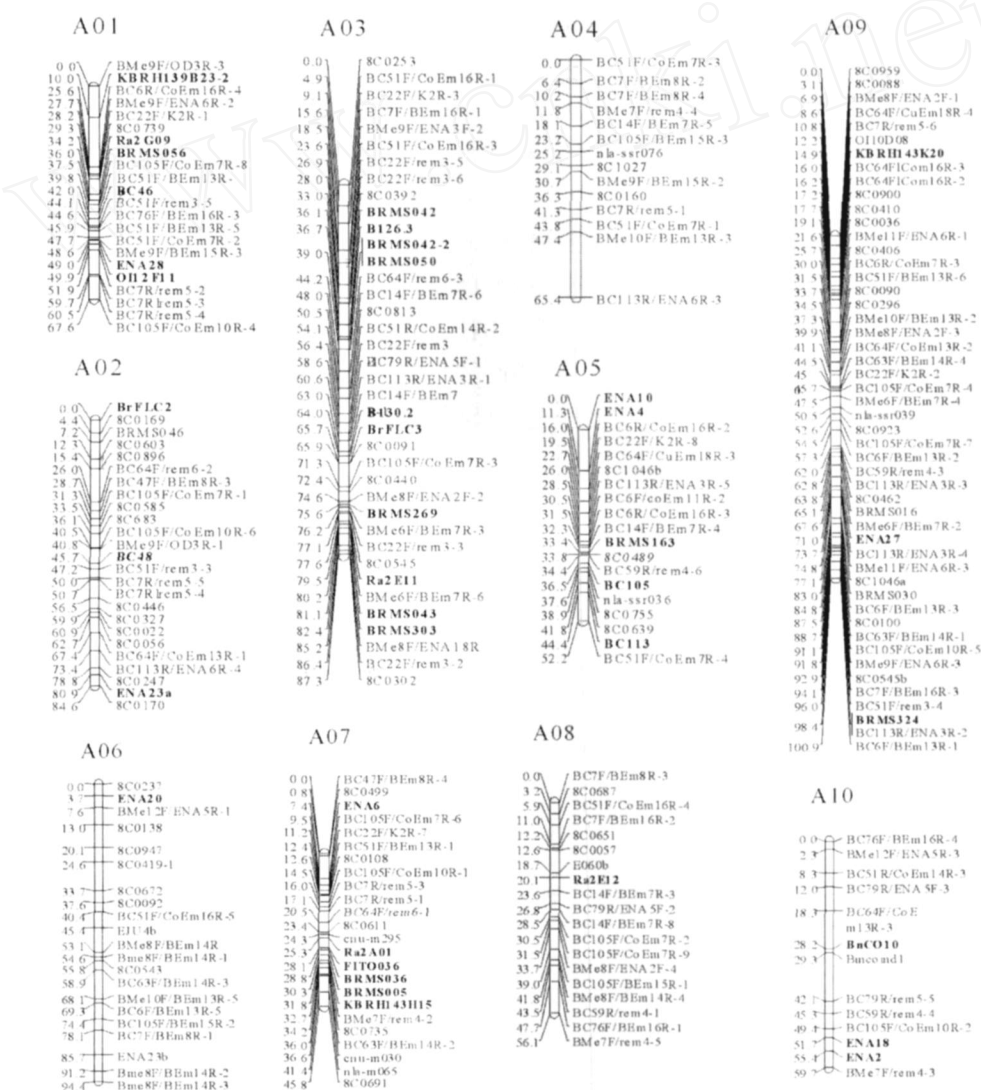 A01
0.0 BMe9F/OD3R-3
10.0 KBRH139B23-2
25.6 BC6R/CoEm16R-4
27.7 BMe9F/ENA6R-2
28.2 BC22F/K2R-1
29.3 8C0739
34.2 Ra2G09
36.0 BRMS056
37.5 BC105F/CoEm7R-8
39.8 BC51F/BEm13R-
42.0 BC46
44.1 BC51F/rem3-5
44.6 BC76F/BEm16R-3
45.9 BC51F/BEm13R-5
47.7 BC51F/CoEm7R-2
48.6 BMe9F/BEm15R-3
49.0 ENA28
49.9 OI12F11
51.9 BC7R/rem5-2
59.7 BC7R/rem5-3
60.5 BC7R/rem5-4
67.6 BC105F/CoEm10R-4
A02
0.0 BrFLC2
4.4 8C0169
7.2 BRMS046
12.3 8C0603
15.4 8C0896
26.0 BC64F/rem6-2
28.7 BC47F/BEm8R-3
31.3 BC105F/CoEm7R-1
33.5 8C0585
36.1 8C683
40.5 BC105F/CoEm10R-6
40.8 BMe9F/OD3R-1
45.7 BC48
47.2 BC51F/rem3-3
50.0 BC7R/rem5-5
50.7 BC7R/rem5-4
56.5 8C0446
59.9 8C0327
60.9 8C0022
62.7 8C0056
67.4 BC64F/CoEm13R-1
73.4 BC113R/ENA6R-4
78.8 8C0247
80.9 ENA23a
84.6 8C0170
A03
0.0 8C0253
4.9 BC51F/CoEm16R-1
9.1 BC22F/K2R-3
15.6 BC7F/BEm16R-1
18.5 BMe9F/ENA3F-2
23.6 BC51F/CoEm16R-3
26.9 BC22F/rem3-5
28.0 BC22F/rem3-6
33.0 8C0392
36.1 BRMS042
36.7 B126.3
BRMS042-2
39.0 BRMS050
44.2 BC64F/rem6-3
48.0 BC14F/BEm7R-6
50.5 8C0813
54.1 BC51R/CoEm14R-2
56.4 BC22F/rem3
58.6 BC79R/ENA5F-1
60.6 BC113R/ENA3R-1
63.0 BC14F/BEm7
64.0 B130.2
65.7 BrFLC3
65.9 8C0091
71.3 BC105F/CoEm7R-3
72.4 8C0440
74.6 BMe8F/ENA2F-2
75.6 BRMS269
76.2 BMe6F/BEm7R-3
77.1 BC22F/rem3-3
77.6 8C0545
79.5 Ra2E11
80.2 BMe6F/BEm7R-6
81.1 BRMS043
82.4 BRMS303
85.2 BMe8F/ENA18R
86.4 BC22F/rem3-2
87.3 8C0302
A04
0.0 BC51F/CoEm7R-3
6.4 BC7F/BEm8R-2
10.2 BC7F/BEm8R-4
11.8 BMe7F/rem4-4
18.1 BC14F/BEm7R-5
23.2 BC105F/BEm15R-3
25.2 nla-ssr076
29.1 8C1027
30.7 BMe9F/BEm15R-2
36.3 8C0160
41.3 BC7R/rem5-1
43.8 BC51F/CoEm7R-1
47.4 BMe10F/BEm13R-3
65.4 BC113R/ENA6R-3
A05
0.0 ENA10
11.3 ENA4
16.0 BC6R/CoEm16R-2
19.5 BC22F/K2R-8
22.7 BC64F/CuEm18R-3
26.0 8C1046b
28.5 BC113R/ENA3R-5
30.5 BC6F/coEm11R-2
31.5 BC6R/CoEm16R-3
32.3 BC14F/BEm7R-4
33.4 BRMS163
33.8 8C0489
34.4 BC59R/rem4-6
36.5 BC105
37.6 nla-ssr036
38.9 8C0755
41.8 8C0639
44.4 BC113
52.2 BC51F/CoEm7R-4
A09
0.0 8C0959
3.1 8C0088
6.9 BMe8F/ENA2F-1
8.6 BC64F/CuEm18R-4
10.8 BC7R/rem5-6
12.2 OI10D08
14.9 KBRH143K20
16.0 BC64F/Com16R-3
16.2 BC64F/Com16R-2
17.2 8C0900
17.7 8C0410
19.1 8C0036
21.6 BMe11F/ENA6R-1
25.7 8C0406
30.0 BC6R/CoEm7R-3
31.5 BC51F/BEm13R-6
33.7 8C0090
34.5 8C0296
37.3 BMe10F/BEm13R-2
39.9 BMe8F/ENA2F-3
41.1 BC64F/CoEm13R-2
44.5 BC63F/BEm14R-4
45 BC22F/K2R-2
45.7 BC105F/CoEm7R-4
47.5 BMe6F/BEm7R-4
50.5 nla-ssr039
52.6 8C0923
54.5 BC105F/CoEm7R-7
57.3 BC6F/BEm13R-2
62.0 BC59R/rem4-3
62.8 BC113R/ENA3R-3
63.8 8C0462
65.1 BRMS016
67.6 BMe6F/BEm7R-2
71.0 ENA27
73.7 BC113R/ENA3R-4
74.8 BMe11F/ENA6R-3
77.1 8C1046a
83.0 BRMS030
84.8 BC6F/BEm13R-3
87.5 8C0100
88.7 BC63F/BEm14R-1
91.1 BC105F/CoEm10R-5
91.8 BMe9F/ENA6R-3
92.9 8C0545b
94.1 BC7F/BEm16R-3
96.0 BC51F/rem3-4
98.4 BRMS324
BC113R/ENA3R-2
100.9 BC6F/BEm13R-1
A06
0.0 8C0237
3.7 ENA20
7.6 BMe12F/ENA5R-1
13.0 8C0138
20.1 8C0947
24.6 8C0419-1
33.7 8C0672
37.6 8C0092
40.4 BC51F/CoEm16R-5
45.4 EJU4b
53.1 BMe8F/BEm14R
54.6 Bme8F/BEm14R-1
55.8 8C0543
58.9 BC63F/BEm14R-3
68.1 BMe10F/BEm13R-5
69.3 BC6F/BEm13R-5
74.4 BC105F/BEm15R-2
78.1 BC7F/BEm8R-1
85.7 ENA23b
91.2 Bme8F/BEm14R-2
94.4 Bme8F/BEm14R-3
A07
0.0 BC47F/BEm8R-4
0.8 8C0499
7.4 ENA6
9.5 BC105F/CoEm7R-6
11.2 BC22F/K2R-7
12.4 BC51F/BEm13R-1
12.6 8C0108
14.5 BC105F/CoEm10R-1
16.0 BC7R/rem5-3
17.1 BC7R/rem5-1
20.5 BC64F/rem6-1
23.4 8C0611
24.3 cnu-m295
25.3 Ra2A01
28.1 FITO036
28.8 BRMS036
30.3 BRMS005
31.8 KBRH143H15
32.7 BMe7F/rem4-2
34.2 8C0735
36.0 BC63F/BEm14R-2
36.6 cnu-m030
41.4 nla-m065
45.8 8C0691
A08
0.0 BC7F/BEm8R-3
3.2 8C0687
5.9 BC51F/CoEm16R-4
11.0 BC7F/BEm16R-2
12.2 8C0651
12.6 8C0057
18.7 E060b
20.1 Ra2E12
23.6 BC14F/BEm7R-3
26.8 BC79R/ENA5F-2
28.5 BC14F/BEm7R-8
30.5 BC105F/CoEm7R-2
31.5 BC105F/CoEm7R-9
33.7 BMe8F/ENA2F-4
39.0 BC105F/BEm15R-1
41.8 BMe8F/BEm14R-4
43.5 BC59R/rem4-1
47.7 BC76F/BEm16R-1
56.1 BMe7F/rem4-5
A10
0.0 BC76F/BEm16R-4
2.3 BMe12F/ENA5R-3
8.3 BC51R/CoEm14R-3
12.0 BC79R/ENA5F-3
18.3 BC64F/CoE
m13R-3
28.2 BnCO10
29.3 Bmcomd1
42.1 BC79R/rem5-5
45.3 BC59R/rem4-4
49.4 BC105F/CoEm10R-2
51.7 ENA18
55.4 ENA2
59.7 BMe7F/rem4-3